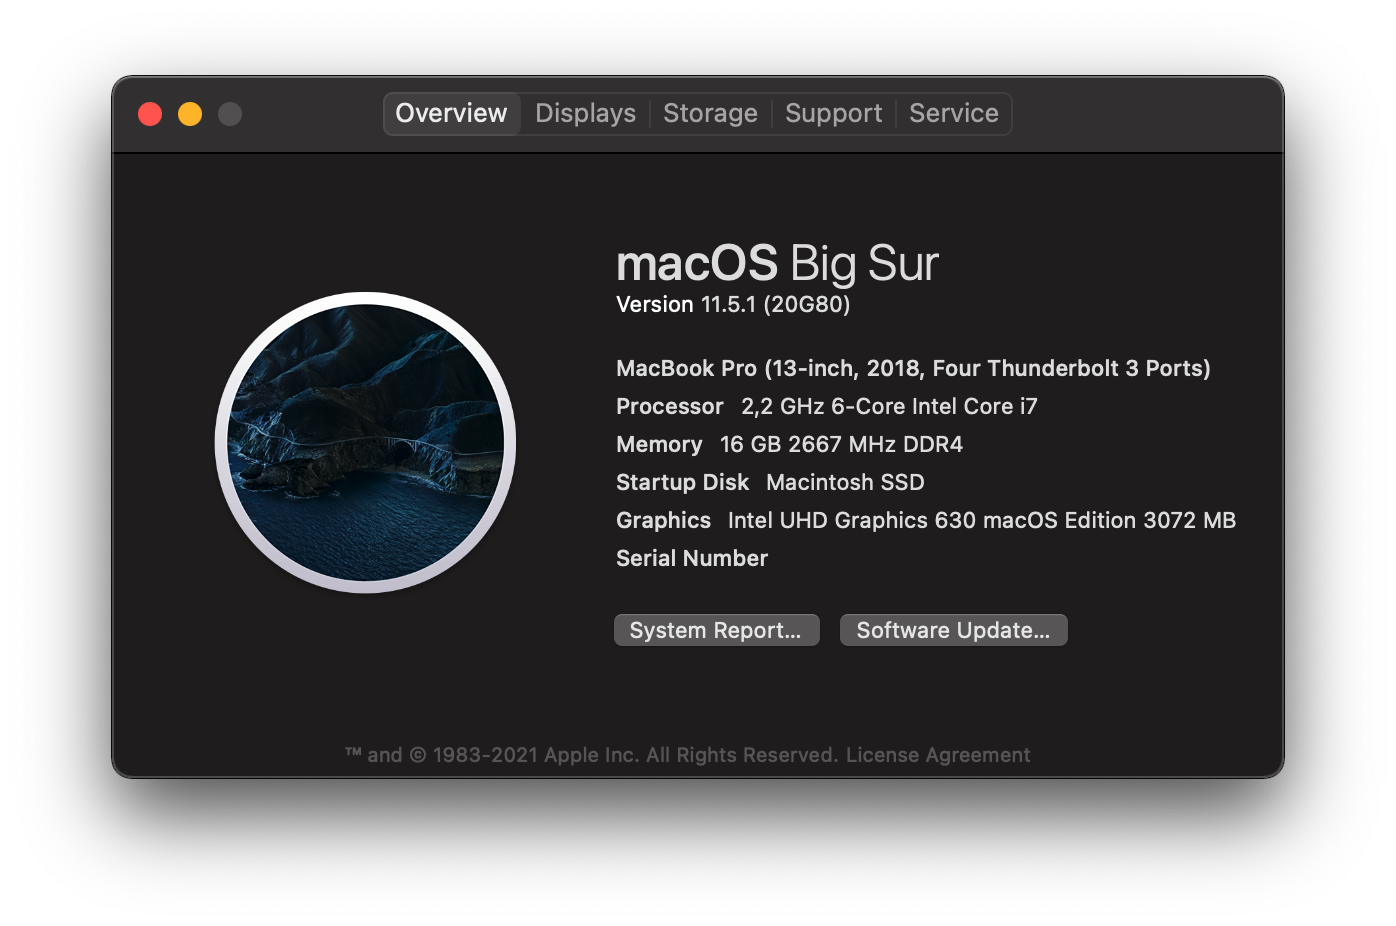 Overview Displays Storage Support Service
macOS Big Sur
Version 11.5.1 (20G80)
MacBook Pro (13-inch, 2018, Four Thunderbolt 3 Ports)
Processor 2,2 GHz 6-Core Intel Core i7
Memory 16 GB 2667 MHz DDR4
Startup Disk Macintosh SSD
Graphics Intel UHD Graphics 630 macOS Edition 3072 MB
Serial Number
System Report... Software Update...
™ and © 1983-2021 Apple Inc. All Rights Reserved. License Agreement